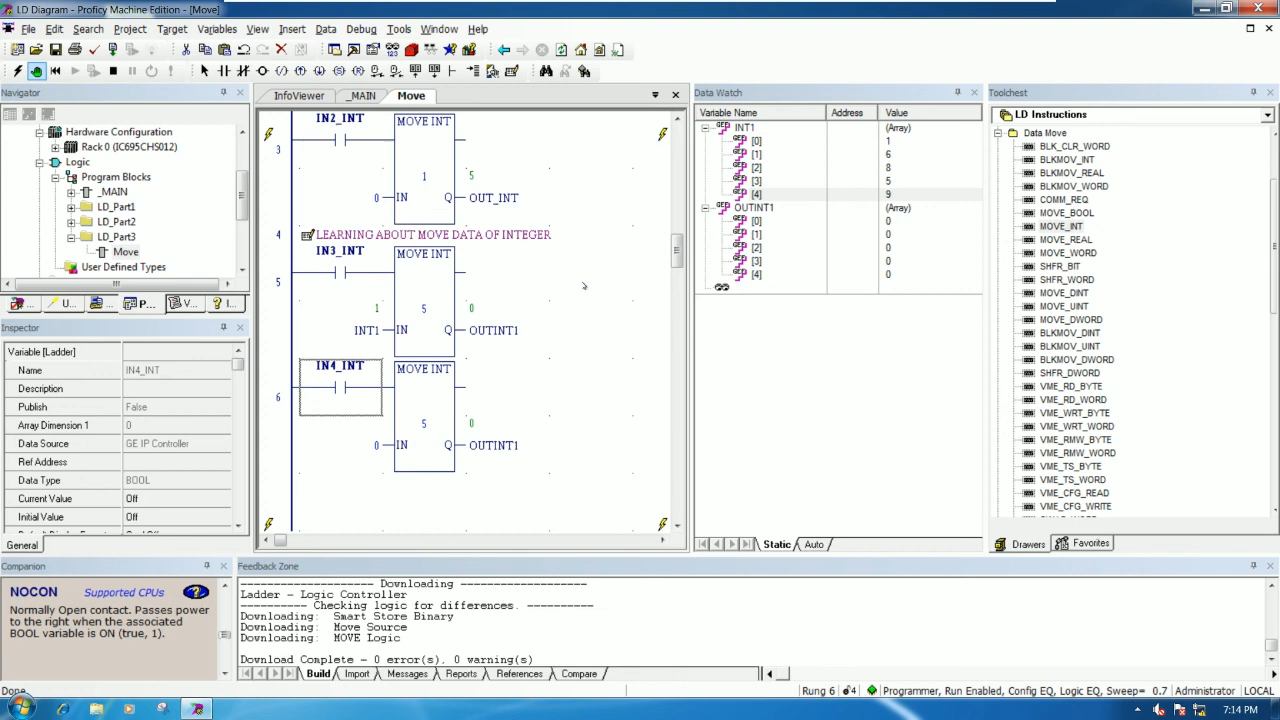 LD Diagram - Proficy Machine Edition - [Move]
File Edit Search Project Target Variables View Insert Data Debug Tools Window Help
Navigator
Hardware Configuration
Rack 0 (IC695CHS012)
Logic
Program Blocks
_MAIN
LD_Part1
LD_Part2
LD_Part3
Move
User Defined Types
U... P... V... I...
Inspector
Variable [Ladder]
Name IN4_INT
Description
Publish False
Array Dimension 1 0
Data Source GE IP Controller
Ref Address
Data Type BOOL
Current Value Off
Initial Value Off
General
InfoViewer _MAIN Move
IN2_INT MOVE INT
3
1 5
0 IN Q OUT_INT
4 LEARNING ABOUT MOVE DATA OF INTEGER
IN3_INT MOVE INT
5
1 5 0
INT1 IN Q OUTINT1
IN4_INT MOVE INT
6
5 0
0 IN Q OUTINT1
Data Watch
Variable Name Address Value
INT1 (Array)
[0] 1
[1] 6
[2] 8
[3] 5
[4] 9
OUTINT1 (Array)
[0] 0
[1] 0
[2] 0
[3] 0
[4] 0
Static Auto
Toolchest
LD Instructions
Data Move
BLK_CLR_WORD
BLKMOV_INT
BLKMOV_REAL
BLKMOV_WORD
COMM_REQ
MOVE_BOOL
MOVE_INT
MOVE_REAL
MOVE_WORD
SHFR_BIT
SHFR_WORD
MOVE_DINT
MOVE_UINT
MOVE_DWORD
BLKMOV_DINT
BLKMOV_UINT
BLKMOV_DWORD
SHFR_DWORD
VME_RD_BYTE
VME_RD_WORD
VME_WRT_BYTE
VME_WRT_WORD
VME_RMW_BYTE
VME_RMW_WORD
VME_TS_BYTE
VME_TS_WORD
VME_CFG_READ
VME_CFG_WRITE
Drawers Favorites
Companion
NOCON Supported CPUs ?
Normally Open contact. Passes power
to the right when the associated
BOOL variable is ON (true, 1).
Feedback Zone
-------------------- Downloading -------------------
Ladder - Logic Controller
---------- Checking logic for differences. ----------
Downloading: Smart Store Binary
Downloading: Move Source
Downloading: MOVE Logic
Download Complete - 0 error(s), 0 warning(s)
Build Import Messages Reports References Compare
Done
Rung 6 4 Programmer, Run Enabled, Config EQ, Logic EQ, Sweep= 0.7 Administrator LOCAL
7:14 PM